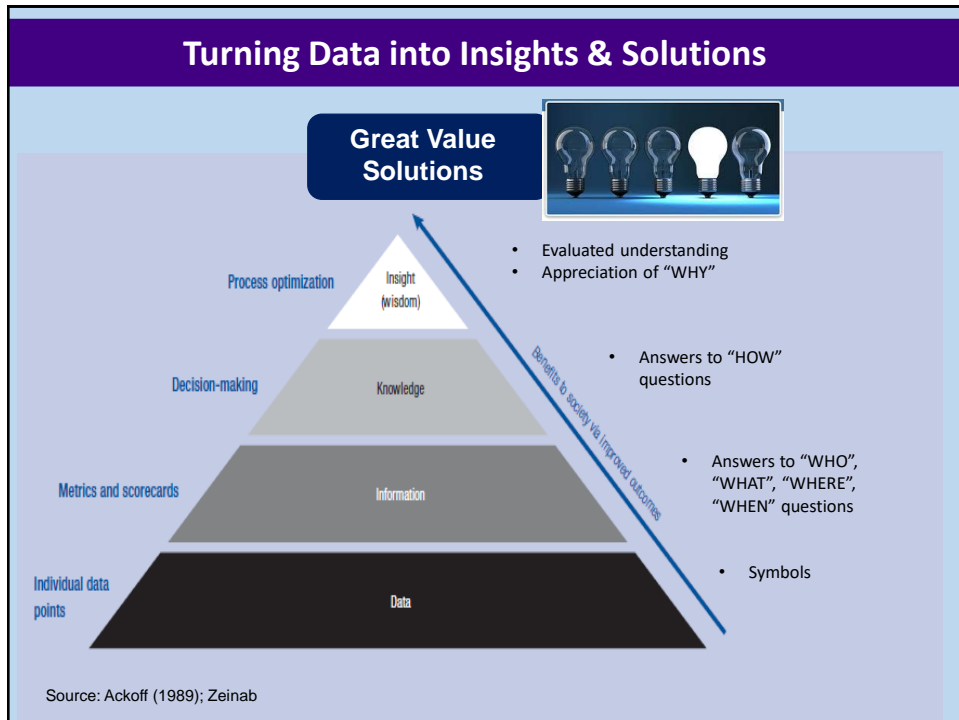 Turning Data into Insights & Solutions
Great Value
Solutions
• Evaluated understanding
• Appreciation of “WHY”
Process optimization
Insight
(wisdom)
• Answers to “HOW”
questions
Decision-making
Knowledge
Benefits to society via improved outcomes
• Answers to “WHO”,
“WHAT”, “WHERE”,
“WHEN” questions
Metrics and scorecards
Information
• Symbols
Individual data
points
Data
Source: Ackoff (1989); Zeinab